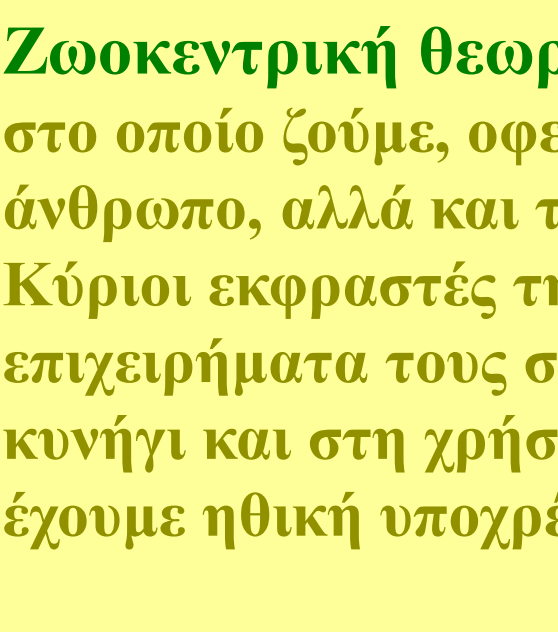 Ζωοκεντρική θεωρ
στο οποίο ζούμε, οφε
άνθρωπο, αλλά και τ
Κύριοι εκφραστές τη
επιχειρήματα τους σ
κυνήγι και στη χρήσ
έχουμε ηθική υποχρέ